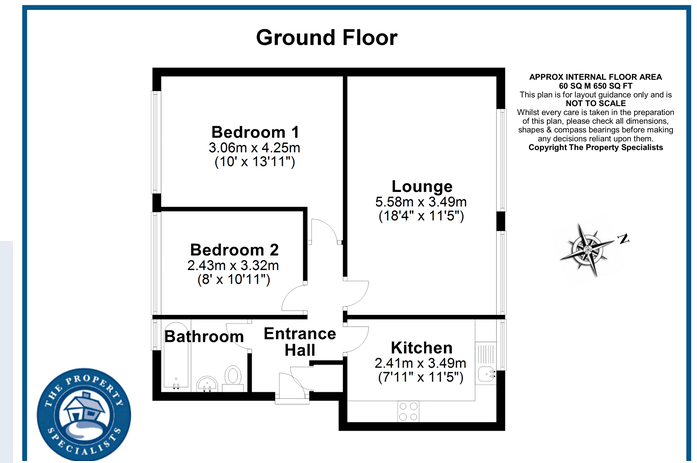 Ground Floor
APPROX INTERNAL FLOOR AREA
60 SQ M 650 SQ FT
This plan is for layout guidance only and is
NOT TO SCALE
Whilst every care is taken in the preparation
of this plan, please check all dimensions,
shapes & compass bearings before making
any decisions reliant upon them.
Copyright The Property Specialists
Bedroom 1
3.06m x 4.25m
(10' x 13'11")
Lounge
5.58m x 3.49m
(18'4" x 11'5")
Bedroom 2
2.43m x 3.32m
(8' x 10'11")
N
Bathroom
Entrance
Hall
Kitchen
2.41m x 3.49m
(7'11" x 11'5")
THE PROPERTY
SPECIALISTS